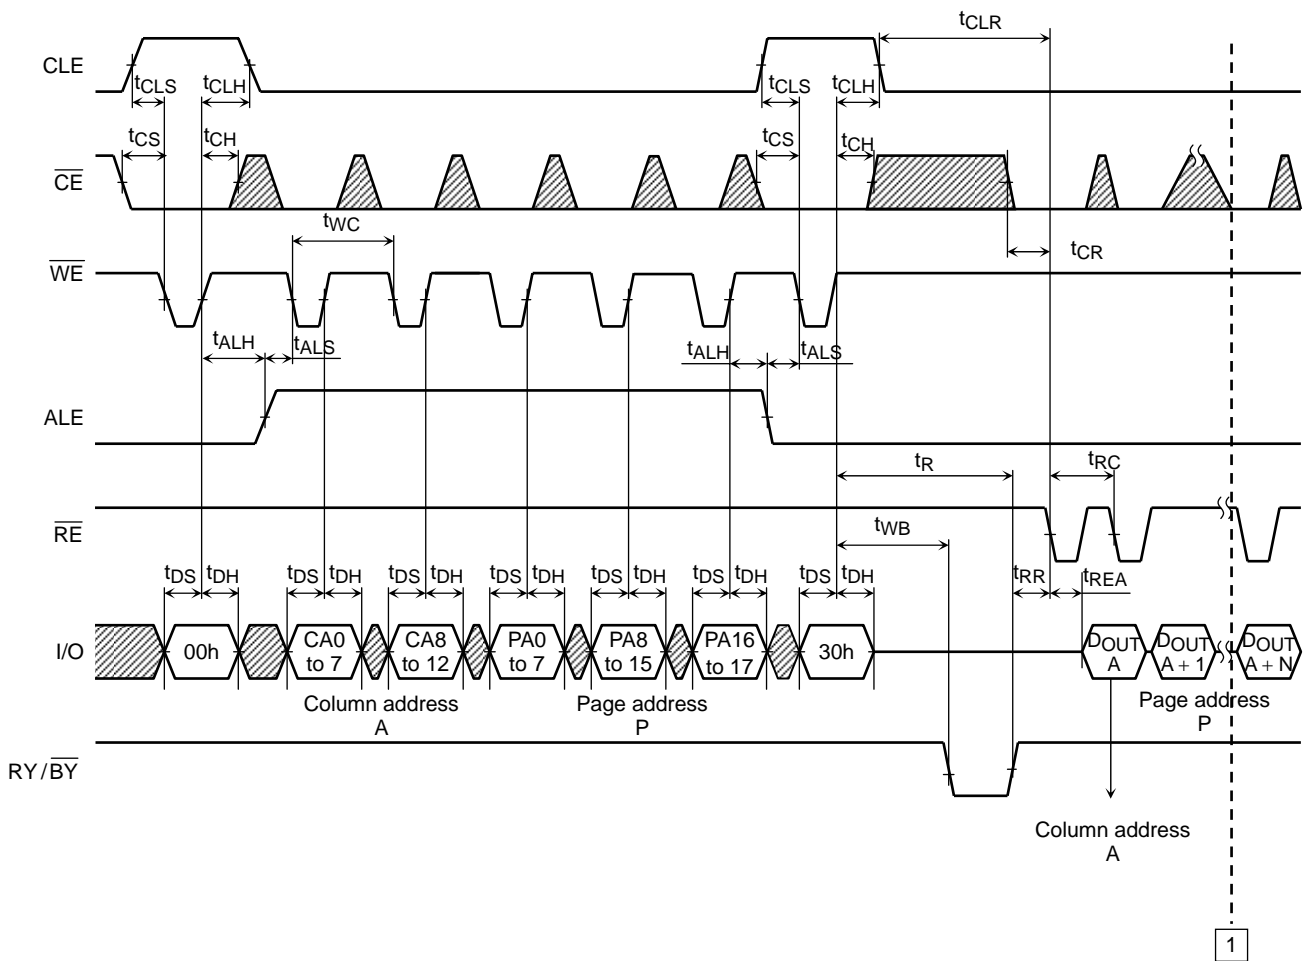 tCLR
CLE
tCLS tCLH tCLS tCLH
tCS tCH tCS tCH
CE
tWC tCR
WE
tALH tALS tALH tALS
ALE
tR tRC
RE
tWB
tDS tDH tDS tDH tDS tDH tDS tDH tDS tDH tDS tDH tDS tDH tRR tREA
I/O
00h
CA0
to 7
CA8
to 12
PA0
to 7
PA8
to 15
PA16
to 17
30h
DOUT
A
DOUT
A + 1
DOUT
A + N
Column address
A
Page address
P
Page address
P
RY/BY
Column address
A
1